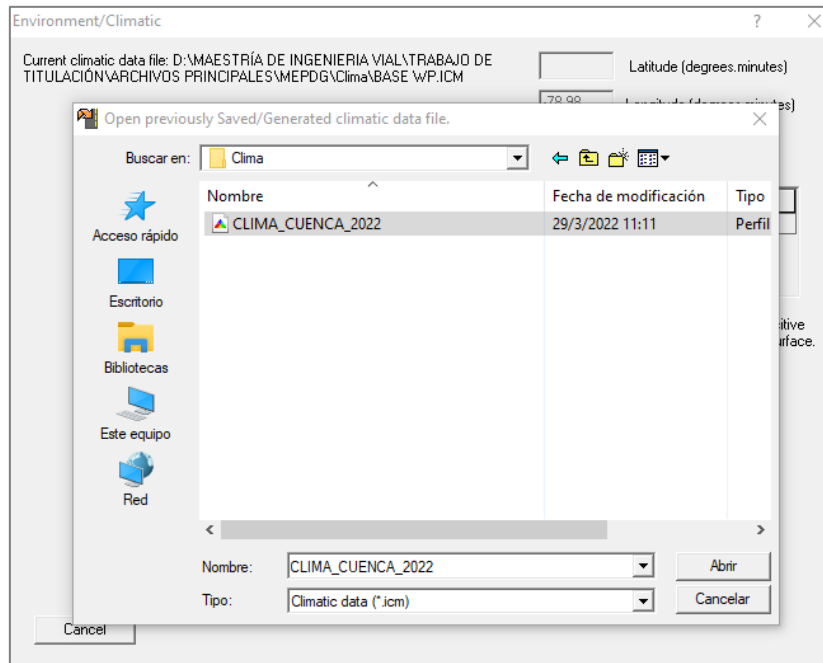 Environment/Climatic
Current climatic data file: D:\MAESTRÍA DE INGENIERIA VIAL\TRABAJO DE
TITULACIÓN\ARCHIVOS PRINCIPALES\MEPDG\Clima\BASE WP.ICM
Latitude (degrees.minutes)
Open previously Saved/Generated climatic data file.
Buscar en:
Clima
Nombre
Fecha de modificación
Tipo
CLIMA_CUENCA_2022
29/3/2022 11:11
Perfil
Acceso rápido
Escritorio
Bibliotecas
Este equipo
Red
Nombre:
CLIMA_CUENCA_2022
Abrir
Tipo:
Climatic data (*.icm)
Cancelar
Cancel